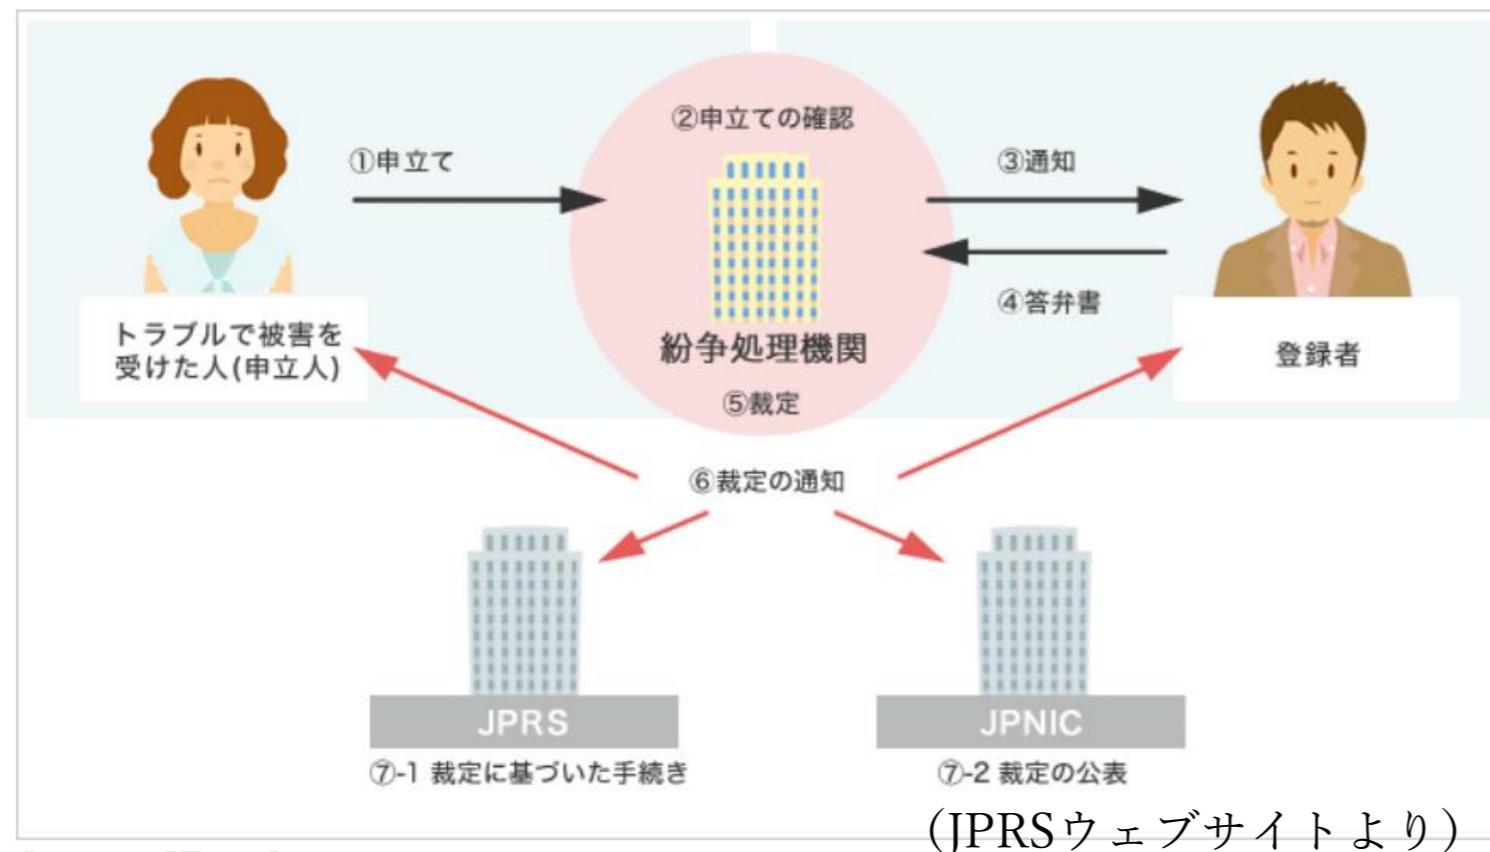 ②申立ての確認
①申立て
③通知
④答弁書
トラブルで被害を
受けた人(申立人)
紛争処理機関
登録者
⑤裁定
⑥裁定の通知
JPRS
JPNIC
⑦-1 裁定に基づいた手続き
⑦-2 裁定の公表
(JPRSウェブサイトより)